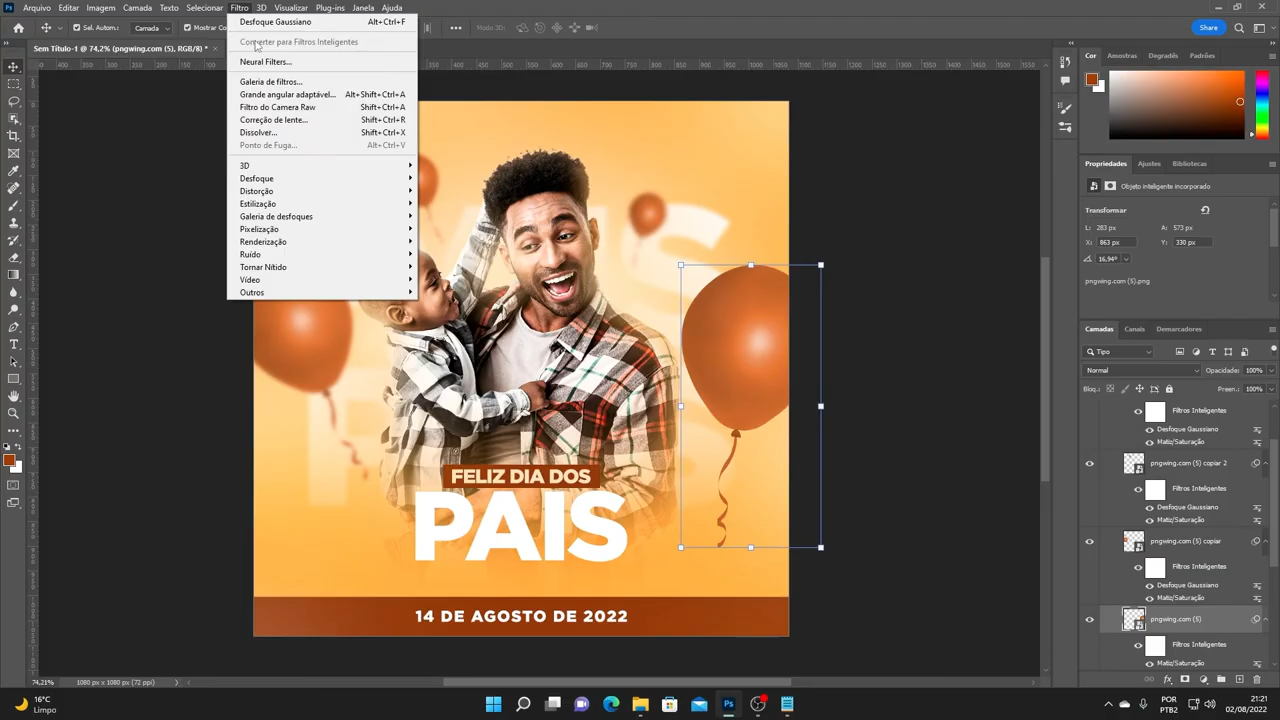 Arquivo Editar Imagem Camada Texto Selecionar Filtro 3D Visualizar Plug-ins Janela Ajuda
Sel. Autom.: Camada Mostrar Co Modo 3D: Share
Sem Título-1 @ 74,2% (pngwing.com (5), RGB/8) * ×
Desfoque Gaussiano Alt+Ctrl+F
Converter para Filtros Inteligentes
Neural Filters...
Galeria de filtros...
Grande angular adaptável... Alt+Shift+Ctrl+A
Filtro do Camera Raw Shift+Ctrl+A
Correção de lente... Shift+Ctrl+R
Dissolver... Shift+Ctrl+X
Ponto de Fuga... Alt+Ctrl+V
3D
Desfoque
Distorção
Estilização
Galeria de desfoques
Pixelização
Renderização
Ruído
Tornar Nítido
Vídeo
Outros
FELIZ DIA DOS
PAIS
14 DE AGOSTO DE 2022
Cor Amostras Degradês Padrões
Propriedades Ajustes Bibliotecas
Objeto inteligente incorporado
Transformar
L: 283 px A: 573 px
X: 863 px Y: 330 px
16,94°
pngwing.com (5).png
Camadas Canais Demarcadores
Tipo
Normal Opacidade: 100%
Bloq.: Preen.: 100%
Filtros Inteligentes
Desfoque Gaussiano
Matiz/Saturação
pngwing.com (5) copiar 2
Filtros Inteligentes
Desfoque Gaussiano
Matiz/Saturação
pngwing.com (5) copiar
Filtros Inteligentes
Desfoque Gaussiano
Matiz/Saturação
pngwing.com (5)
Filtros Inteligentes
Matiz/Saturação
74,21% 1080 px x 1080 px (72 ppi)
16°C
Limpo
POR
PTB2
21:21
02/08/2022